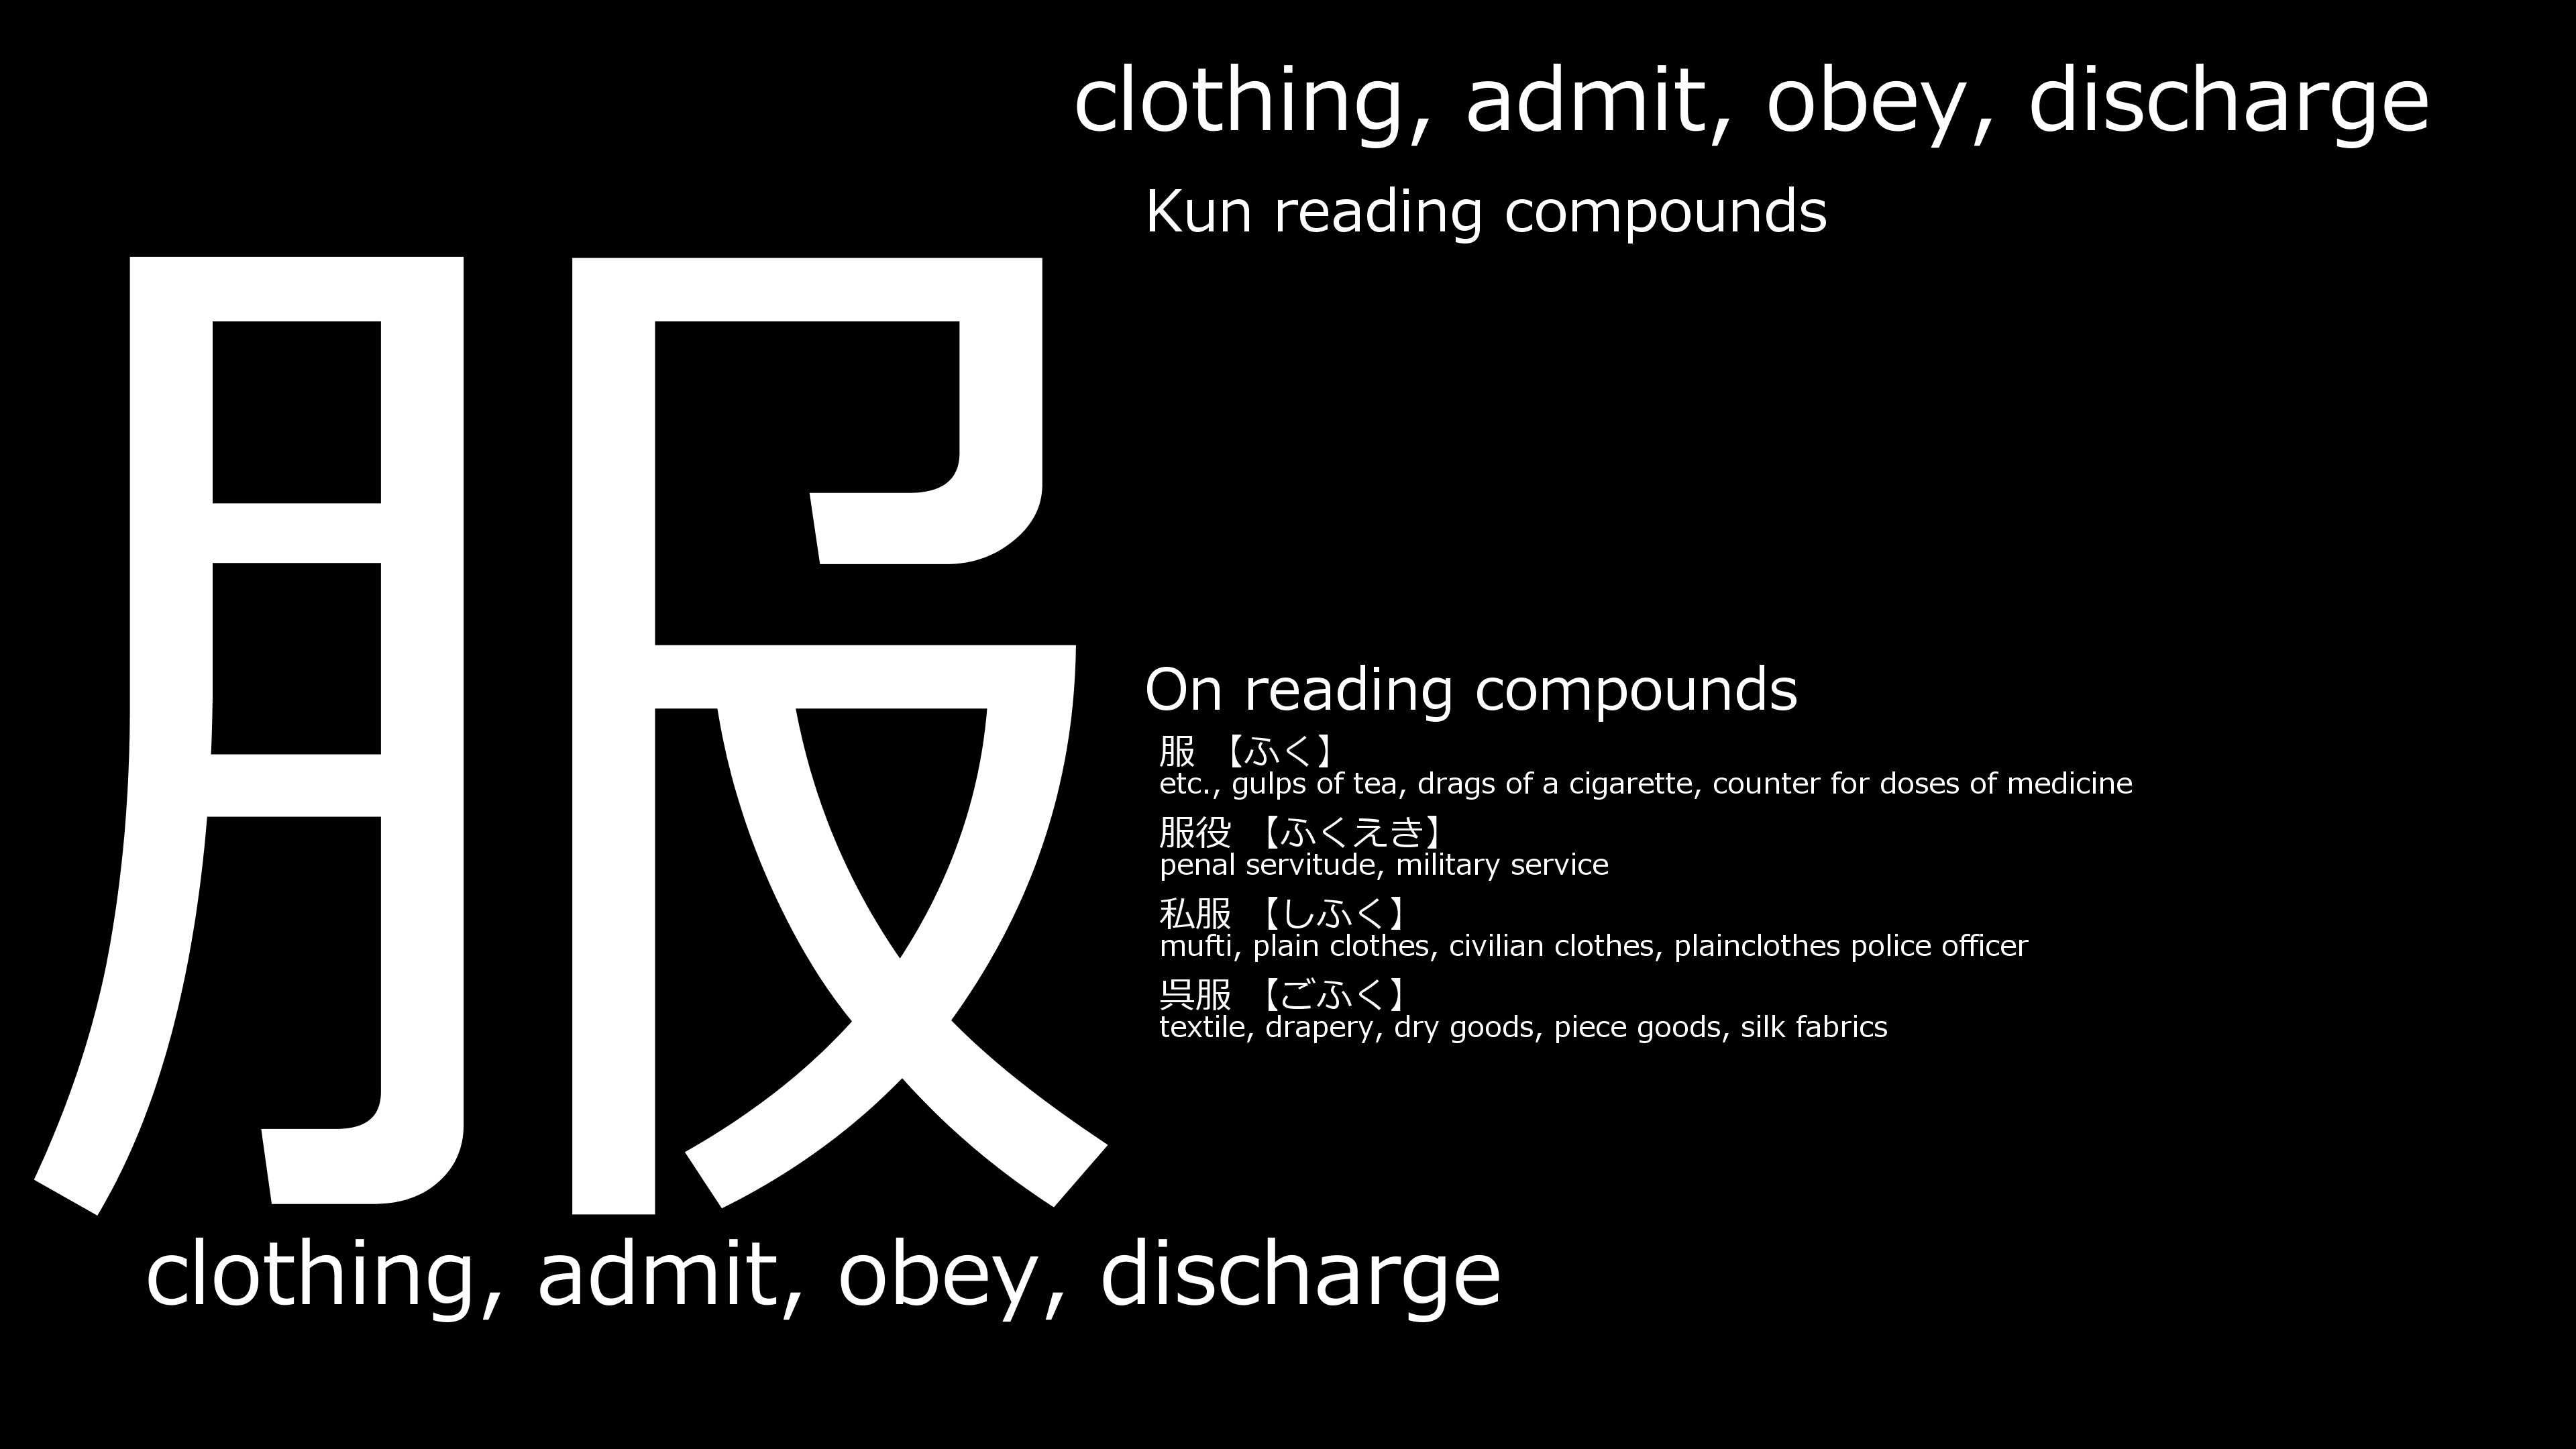 clothing, admit, obey, discharge
Kun reading compounds
服
On reading compounds
服 【ふく】
etc., gulps of tea, drags of a cigarette, counter for doses of medicine
服役 【ふくえき】
penal servitude, military service
私服 【しふく】
mufti, plain clothes, civilian clothes, plainclothes police officer
呉服 【ごふく】
textile, drapery, dry goods, piece goods, silk fabrics
clothing, admit, obey, discharge